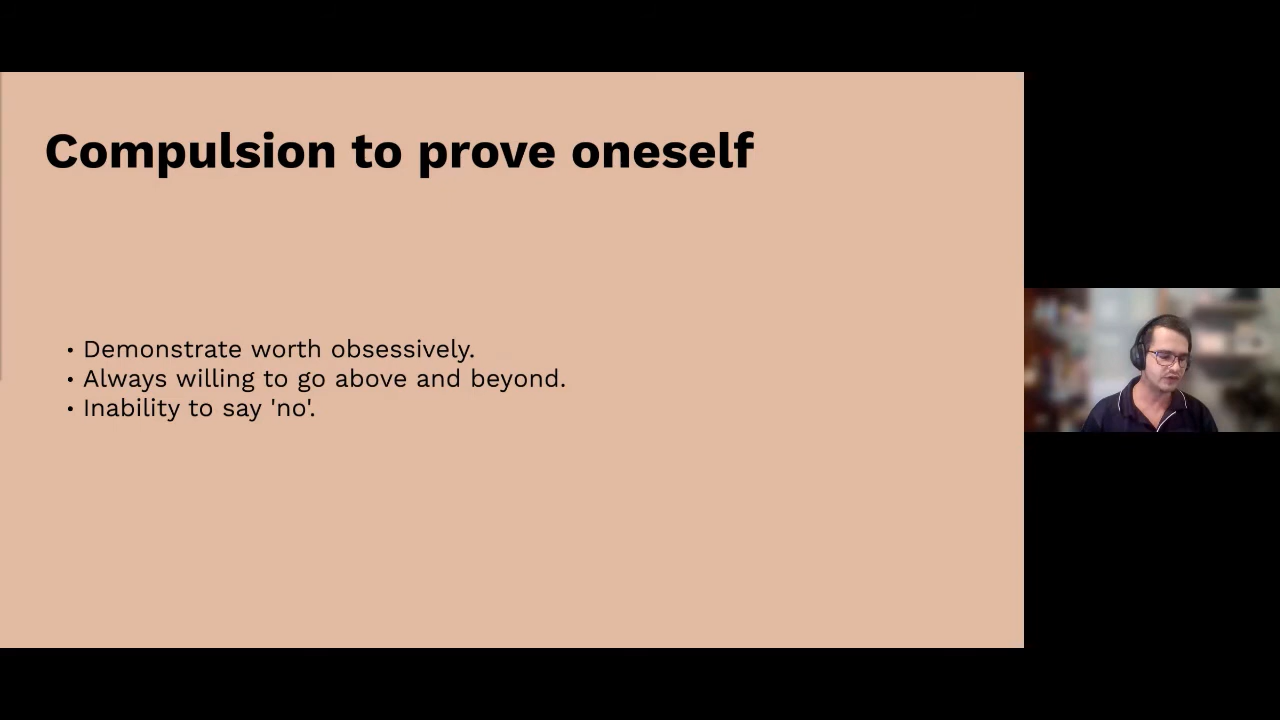 Compulsion to prove oneself
• Demonstrate worth obsessively.
• Always willing to go above and beyond.
• Inability to say 'no'.